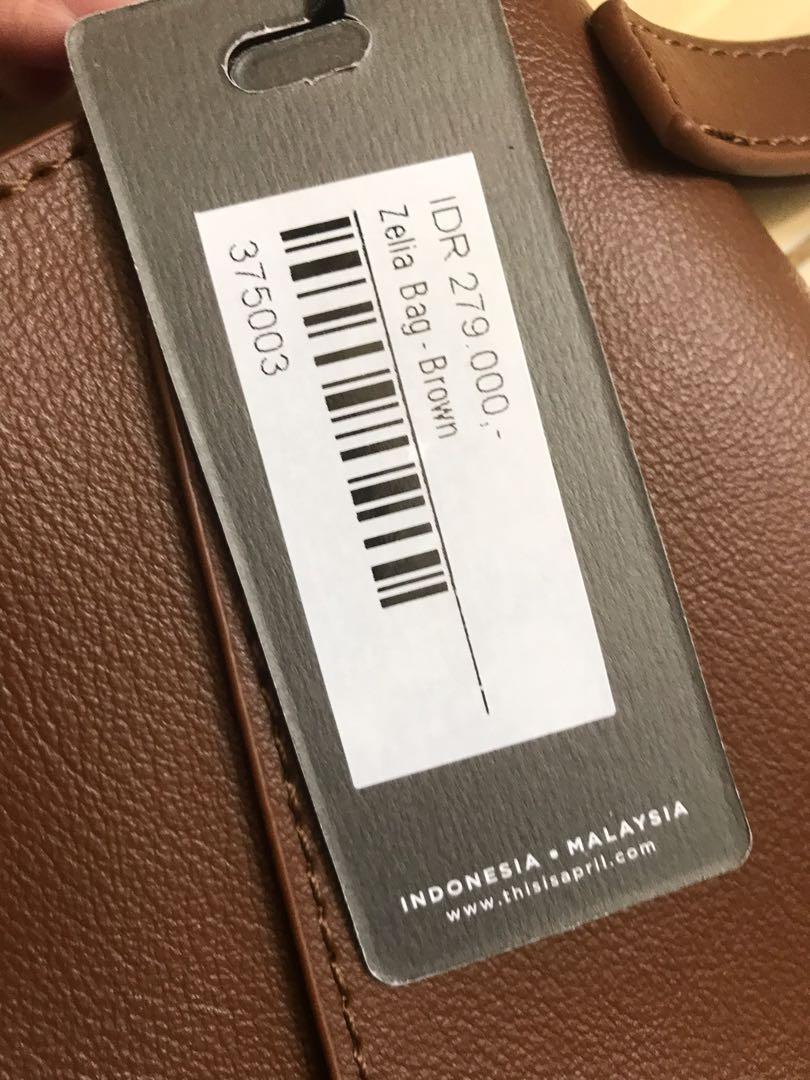 IDR 279.000,-
Zelia Bag - Brown
375003
INDONESIA • MALAYSIA
www.thisisapril.com